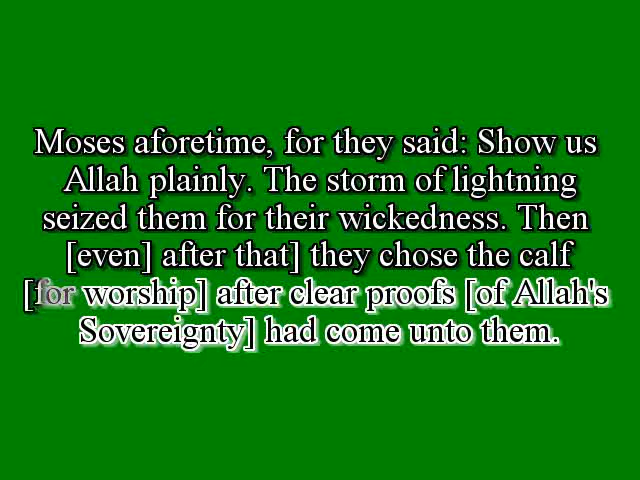 Moses aforetime, for they said: Show us
Allah plainly. The storm of lightning
seized them for their wickedness. Then
[even] after that] they chose the calf
[for worship] after clear proofs [of Allah's
Sovereignty] had come unto them.